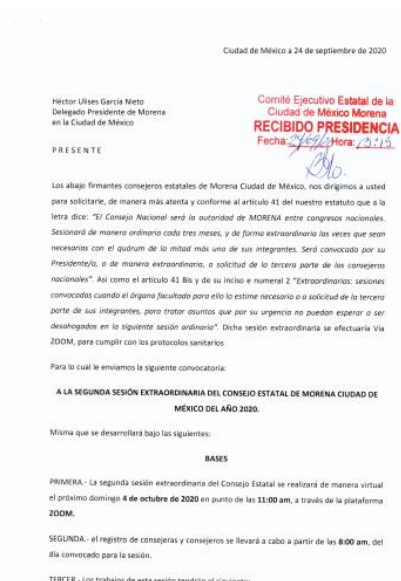 Ciudad de México a 24 de septiembre de 2020
Héctor Ulises García Nieto
Delegado Presidente de Morena
en la Ciudad de México
P R E S E N T E
Comité Ejecutivo Estatal de la
Ciudad de México Morena
RECIBIDO PRESIDENCIA
Fecha: 24/09/ Hora: 13:15
Los abajo firmantes consejeros estatales de Morena Ciudad de México, nos dirigimos a usted
para solicitarle, de manera más atenta y conforme al artículo 41 del nuestro estatuto que a la
letra dice: "El Consejo Nacional será la autoridad de MORENA entre congresos nacionales.
Sesionará de manera ordinaria cada tres meses, y de forma extraordinaria las veces que sean
necesarias con el quórum de la mitad más uno de sus integrantes. Será convocado por su
Presidente/a, o de manera extraordinaria, a solicitud de la tercera parte de los consejeros
nacionales". Así como el artículo 41 Bis y de su inciso e numeral 2 "Extraordinarias: sesiones
convocadas cuando el órgano facultado para ello lo estime necesario o a solicitud de la tercera
parte de sus integrantes, para tratar asuntos que por su urgencia no puedan esperar a ser
desahogados en la siguiente sesión ordinaria". Dicha sesión extraordinaria se efectuaría Vía
ZOOM, para cumplir con los protocolos sanitarios
Para lo cual le enviamos la siguiente convocatoria:
A LA SEGUNDA SESIÓN EXTRAORDINARIA DEL CONSEJO ESTATAL DE MORENA CIUDAD DE
MÉXICO DEL AÑO 2020.
Misma que se desarrollará bajo las siguientes:
BASES
PRIMERA.- La segunda sesión extraordinaria del Consejo Estatal se realizará de manera virtual
el próximo domingo 4 de octubre de 2020 en punto de las 11:00 am, a través de la plataforma
ZOOM.
SEGUNDA.- el registro de consejeras y consejeros se llevará a cabo a partir de las 8:00 am, del
día convocado para la sesión.
TERCER.- Los trabajos de esta sesión tendrán el siguiente: